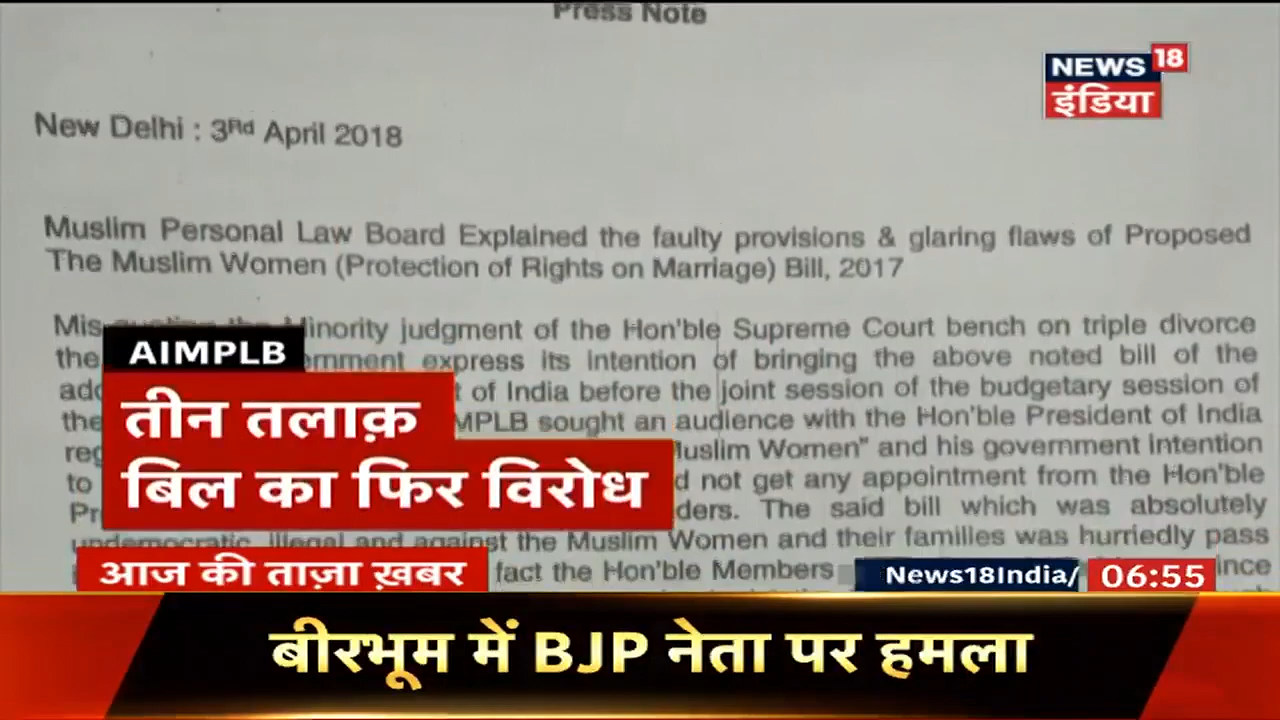 Press Note
NEWS 18
इंडिया
New Delhi : 3Rd April 2018
Muslim Personal Law Board Explained the faulty provisions & glaring flaws of Proposed
The Muslim Women (Protection of Rights on Marriage) Bill, 2017
Minority judgment of the Hon'ble Supreme Court bench on triple divorce
the express its intention of bringing the above noted bill of the
of India before the joint session of the budgetary session of
the sought an audience with the Hon'ble President of India
Women" and his government intention
to not get any appointment from the Hon'ble
The said bill which was absolutely
undemocratic, illegal and against the Muslim Women and their families was hurriedly pass
fact the Hon'ble Members
AIMPLB
तीन तलाक़
बिल का फिर विरोध
आज की ताज़ा ख़बर
News18India/
06:55
बीरभूम में BJP नेता पर हमला